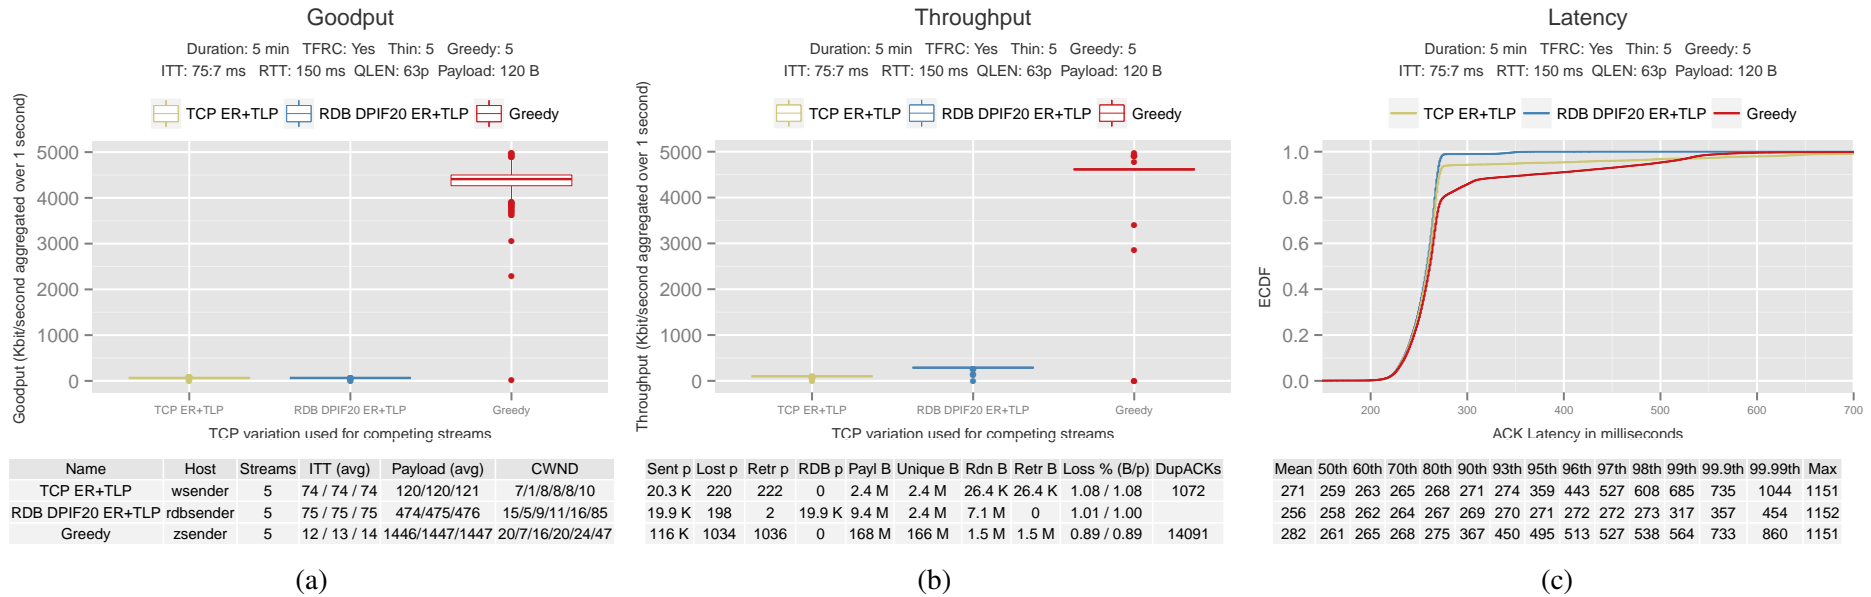 Goodput
Duration: 5 min TFRC: Yes Thin: 5 Greedy: 5
ITT: 75:7 ms RTT: 150 ms QLEN: 63p Payload: 120 B
TCP ER+TLP RDB DPIF20 ER+TLP Greedy
Goodput (Kbit/second aggregated over 1 second)
5000
4000
3000
2000
1000
0
TCP ER+TLP RDB DPIF20 ER+TLP Greedy
TCP variation used for competing streams
Name Host Streams ITT (avg) Payload (avg) CWND
TCP ER+TLP wsender 5 74 / 74 / 74 120/120/121 7/1/8/8/8/10
RDB DPIF20 ER+TLP rdbsender 5 75 / 75 / 75 474/475/476 15/5/9/11/16/85
Greedy zsender 5 12 / 13 / 14 1446/1447/1447 20/7/16/20/24/47
(a)
Throughput
Duration: 5 min TFRC: Yes Thin: 5 Greedy: 5
ITT: 75:7 ms RTT: 150 ms QLEN: 63p Payload: 120 B
TCP ER+TLP RDB DPIF20 ER+TLP Greedy
Throughput (Kbit/second aggregated over 1 second)
5000
4000
3000
2000
1000
0
TCP ER+TLP RDB DPIF20 ER+TLP Greedy
TCP variation used for competing streams
Sent p Lost p Retr p RDB p Payl B Unique B Rdn B Retr B Loss % (B/p) DupACKs
20.3 K 220 222 0 2.4 M 2.4 M 26.4 K 26.4 K 1.08 / 1.08 1072
19.9 K 198 2 19.9 K 9.4 M 2.4 M 7.1 M 0 1.01 / 1.00
116 K 1034 1036 0 168 M 166 M 1.5 M 1.5 M 0.89 / 0.89 14091
(b)
Latency
Duration: 5 min TFRC: Yes Thin: 5 Greedy: 5
ITT: 75:7 ms RTT: 150 ms QLEN: 63p Payload: 120 B
TCP ER+TLP RDB DPIF20 ER+TLP Greedy
ECDF
1.0
0.8
0.6
0.4
0.2
0.0
200 300 400 500 600 700
ACK Latency in milliseconds
Mean 50th 60th 70th 80th 90th 93th 95th 96th 97th 98th 99th 99.9th 99.99th Max
271 259 263 265 268 271 274 359 443 527 608 685 735 1044 1151
256 258 262 264 267 269 270 271 272 272 273 317 357 454 1152
282 261 265 268 275 367 450 495 513 527 538 564 733 860 1151
(c)